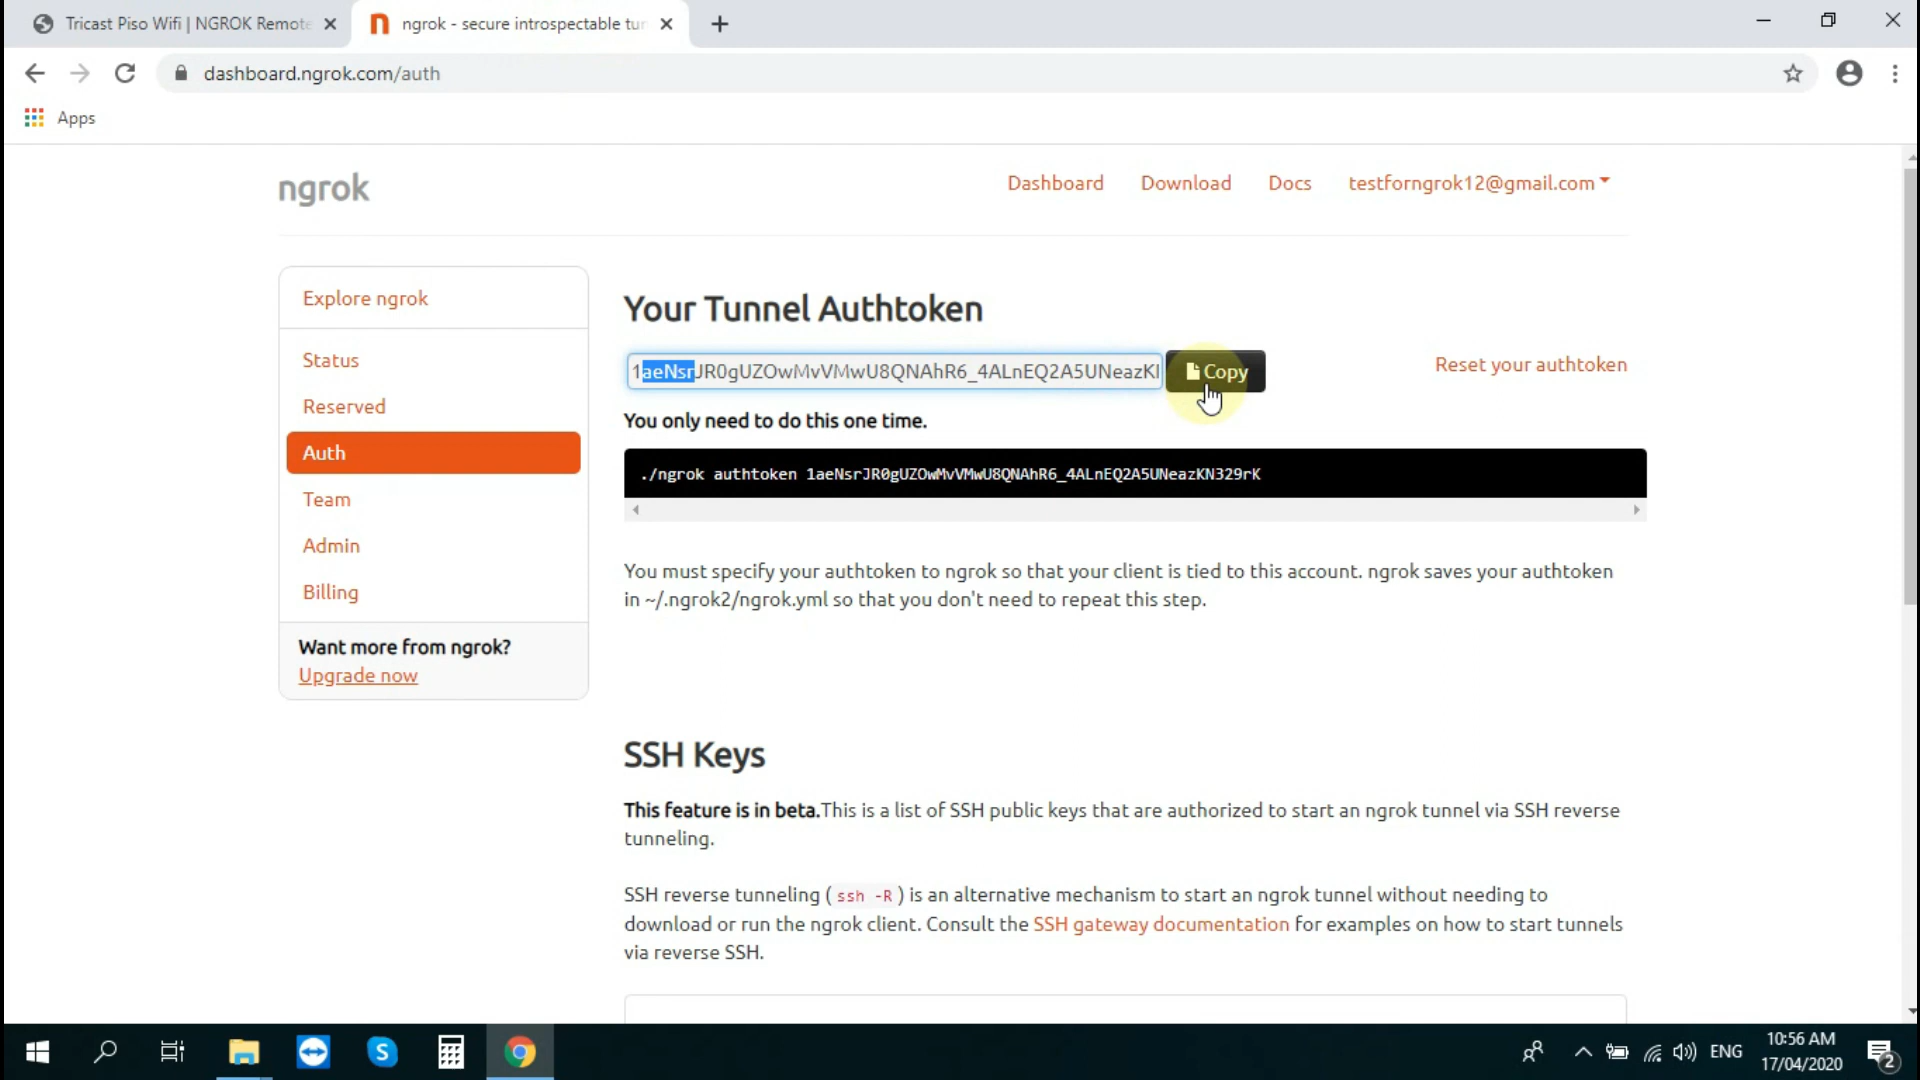 Tricast Piso Wifi | NGROK Remote
ngrok - secure introspectable tun
dashboard.ngrok.com/auth
Apps
ngrok
Dashboard
Download
Docs
testforngrok12@gmail.com
Explore ngrok
Status
Reserved
Auth
Team
Admin
Billing
Want more from ngrok?
Upgrade now
Your Tunnel Authtoken
1aeNsrJR0gUZOwMvVMwU8QNAhR6_4ALnEQ2A5UNeazKI
Copy
Reset your authtoken
You only need to do this one time.
./ngrok authtoken 1aeNsrJR0gUZOwMvVMwU8QNAhR6_4ALnEQ2A5UNeazKN329rK
You must specify your authtoken to ngrok so that your client is tied to this account. ngrok saves your authtoken
in ~/.ngrok2/ngrok.yml so that you don't need to repeat this step.
SSH Keys
This feature is in beta.This is a list of SSH public keys that are authorized to start an ngrok tunnel via SSH reverse
tunneling.
SSH reverse tunneling ( ssh -R ) is an alternative mechanism to start an ngrok tunnel without needing to
download or run the ngrok client. Consult the SSH gateway documentation for examples on how to start tunnels
via reverse SSH.
ENG
10:56 AM
17/04/2020
2